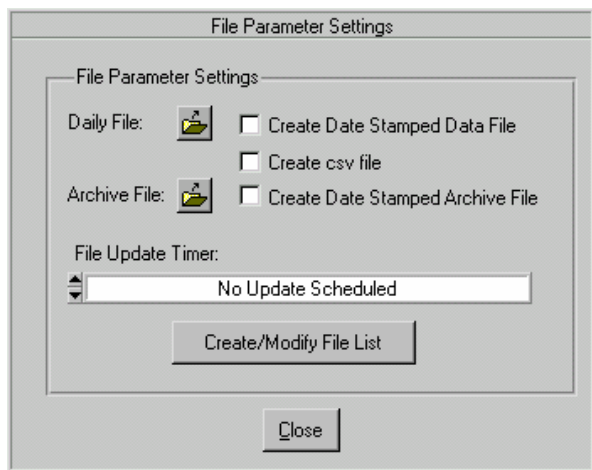 File Parameter Settings
File Parameter Settings
Daily File:
Create Date Stamped Data File
Create csv file
Archive File:
Create Date Stamped Archive File
File Update Timer:
No Update Scheduled
Create/Modify File List
Close